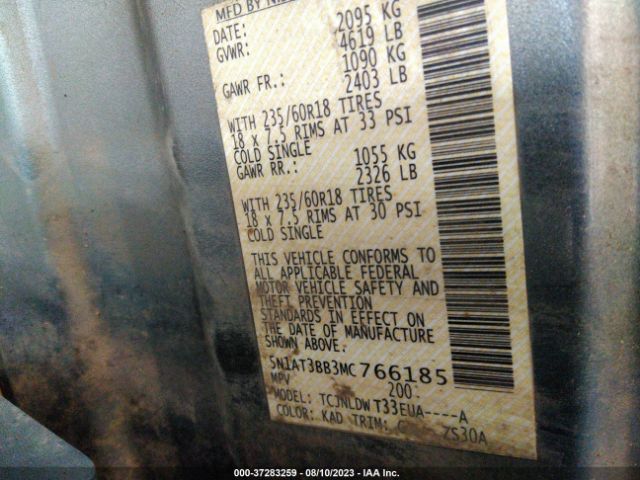 MFD BY
DATE: 2095 KG
GVWR: 4619 LB
1090 KG
GAWR FR.: 2403 LB
WITH 235/60R18 TIRES
18 x 7.5 RIMS AT 33 PSI
COLD SINGLE 1055 KG
GAWR RR.: 2326 LB
WITH 235/60R18 TIRES
18 x 7.5 RIMS AT 30 PSI
COLD SINGLE
THIS VEHICLE CONFORMS TO
ALL APPLICABLE FEDERAL
MOTOR VEHICLE SAFETY AND
THEFT PREVENTION
STANDARDS IN EFFECT ON
THE DATE OF MANUFACTURE
SHOWN ABOVE.
5N1AT3BB3MC766185
MPV 200
MODEL: TCJNLDW T33EUA----A
COLOR: KAD TRIM: ZS30A
000-37283259 - 08/10/2023 - IAA Inc.